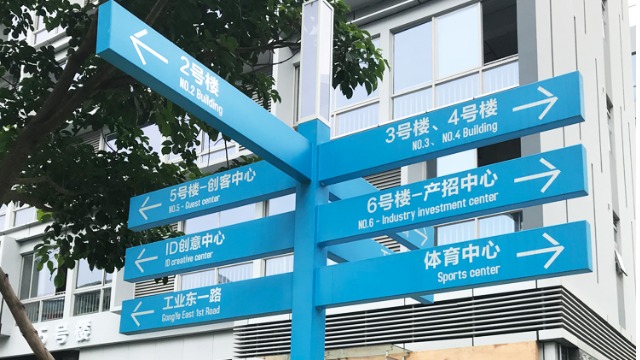 2号楼
NO.2 Building
3号楼、4号楼
NO.3、NO.4 Building
5号楼-创客中心
NO.5 - Guest center
6号楼-产招中心
NO.6 - Industry investment center
ID创意中心
ID creative center
体育中心
Sports center
工业东一路
GongYe East 1st Road
号楼